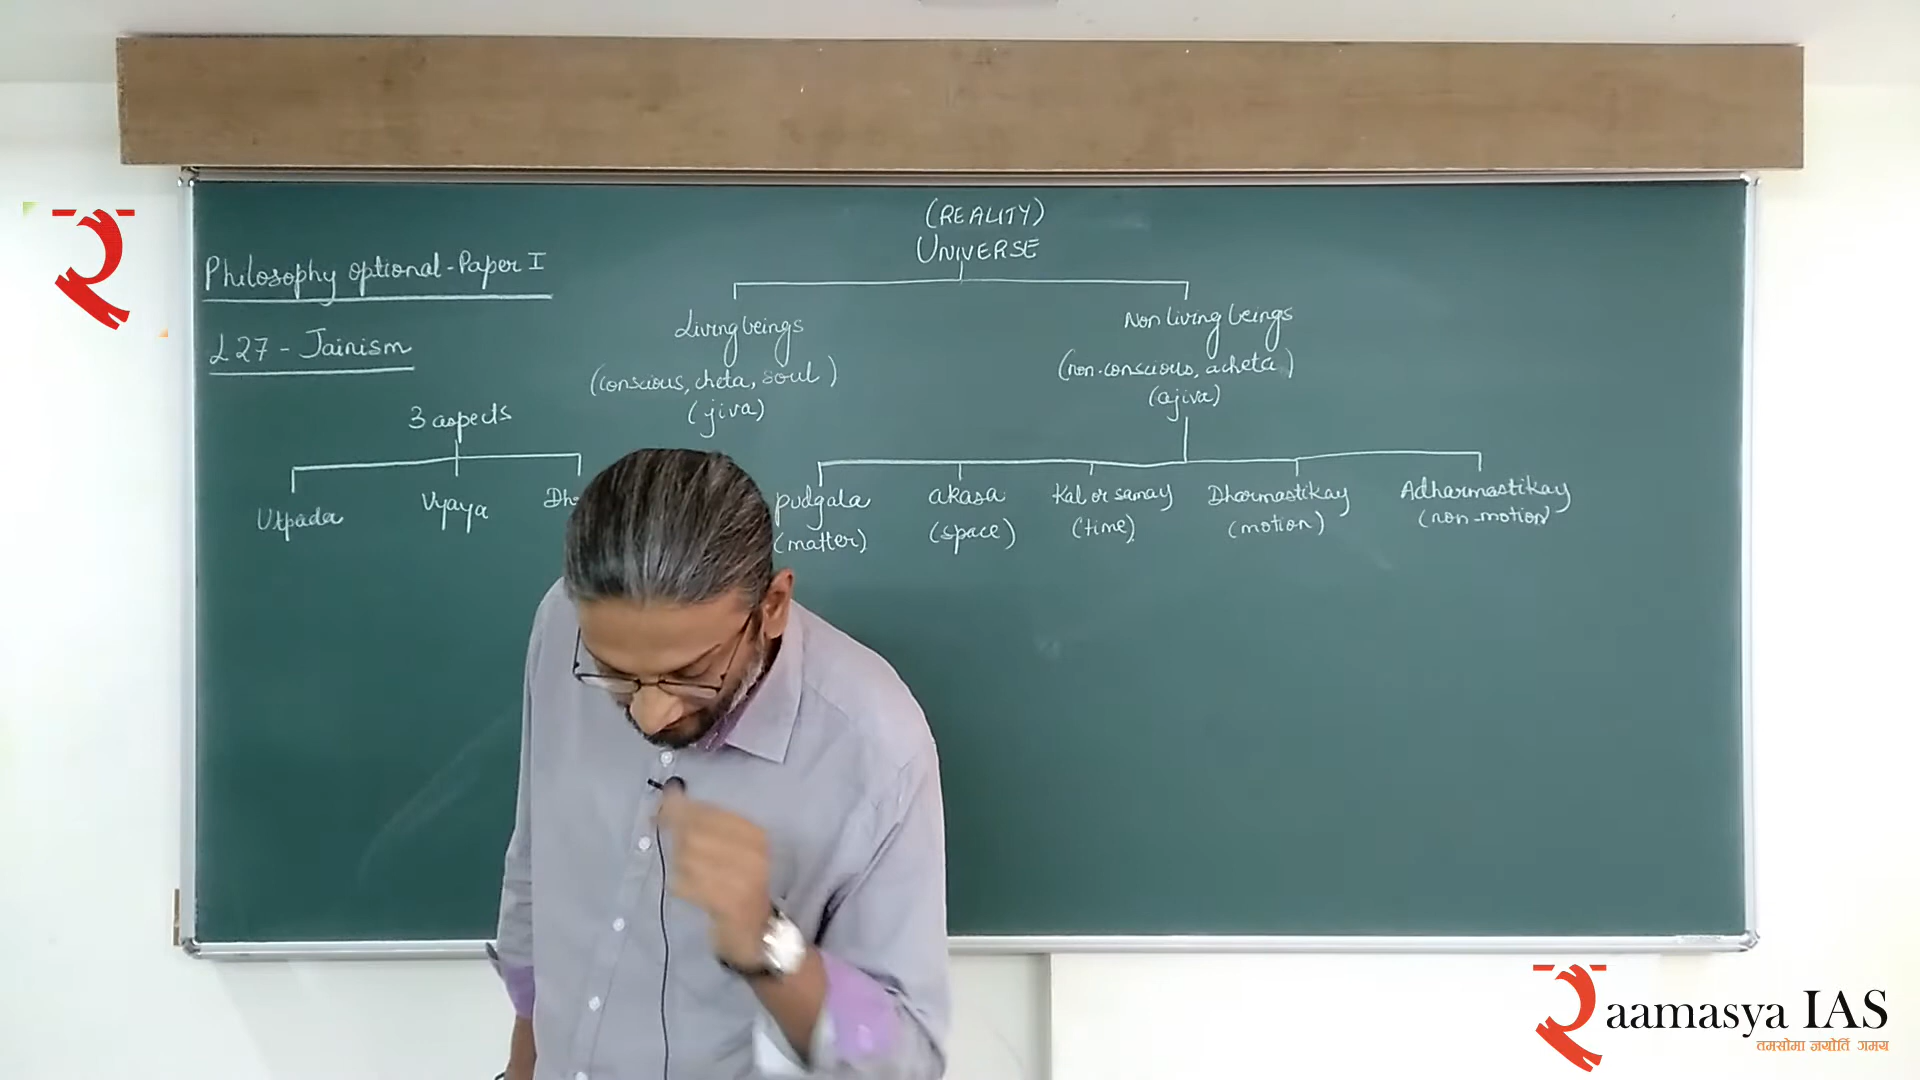 (REALITY)
UNIVERSE
Philosophy optional - Paper I
L 27 - Jainism
Living beings
(conscious, cheta, soul)
(jiva)
Non living beings
(non-conscious, acheta)
(ajiva)
3 aspects
Utpada
Vyaya
Dh
pudgala
(matter)
akasa
(space)
Kal or samay
(time)
Dharmastikay
(motion)
Adharmastikay
(non-motion)
aamasya IAS
तमसोमा ज्योर्ति गमय